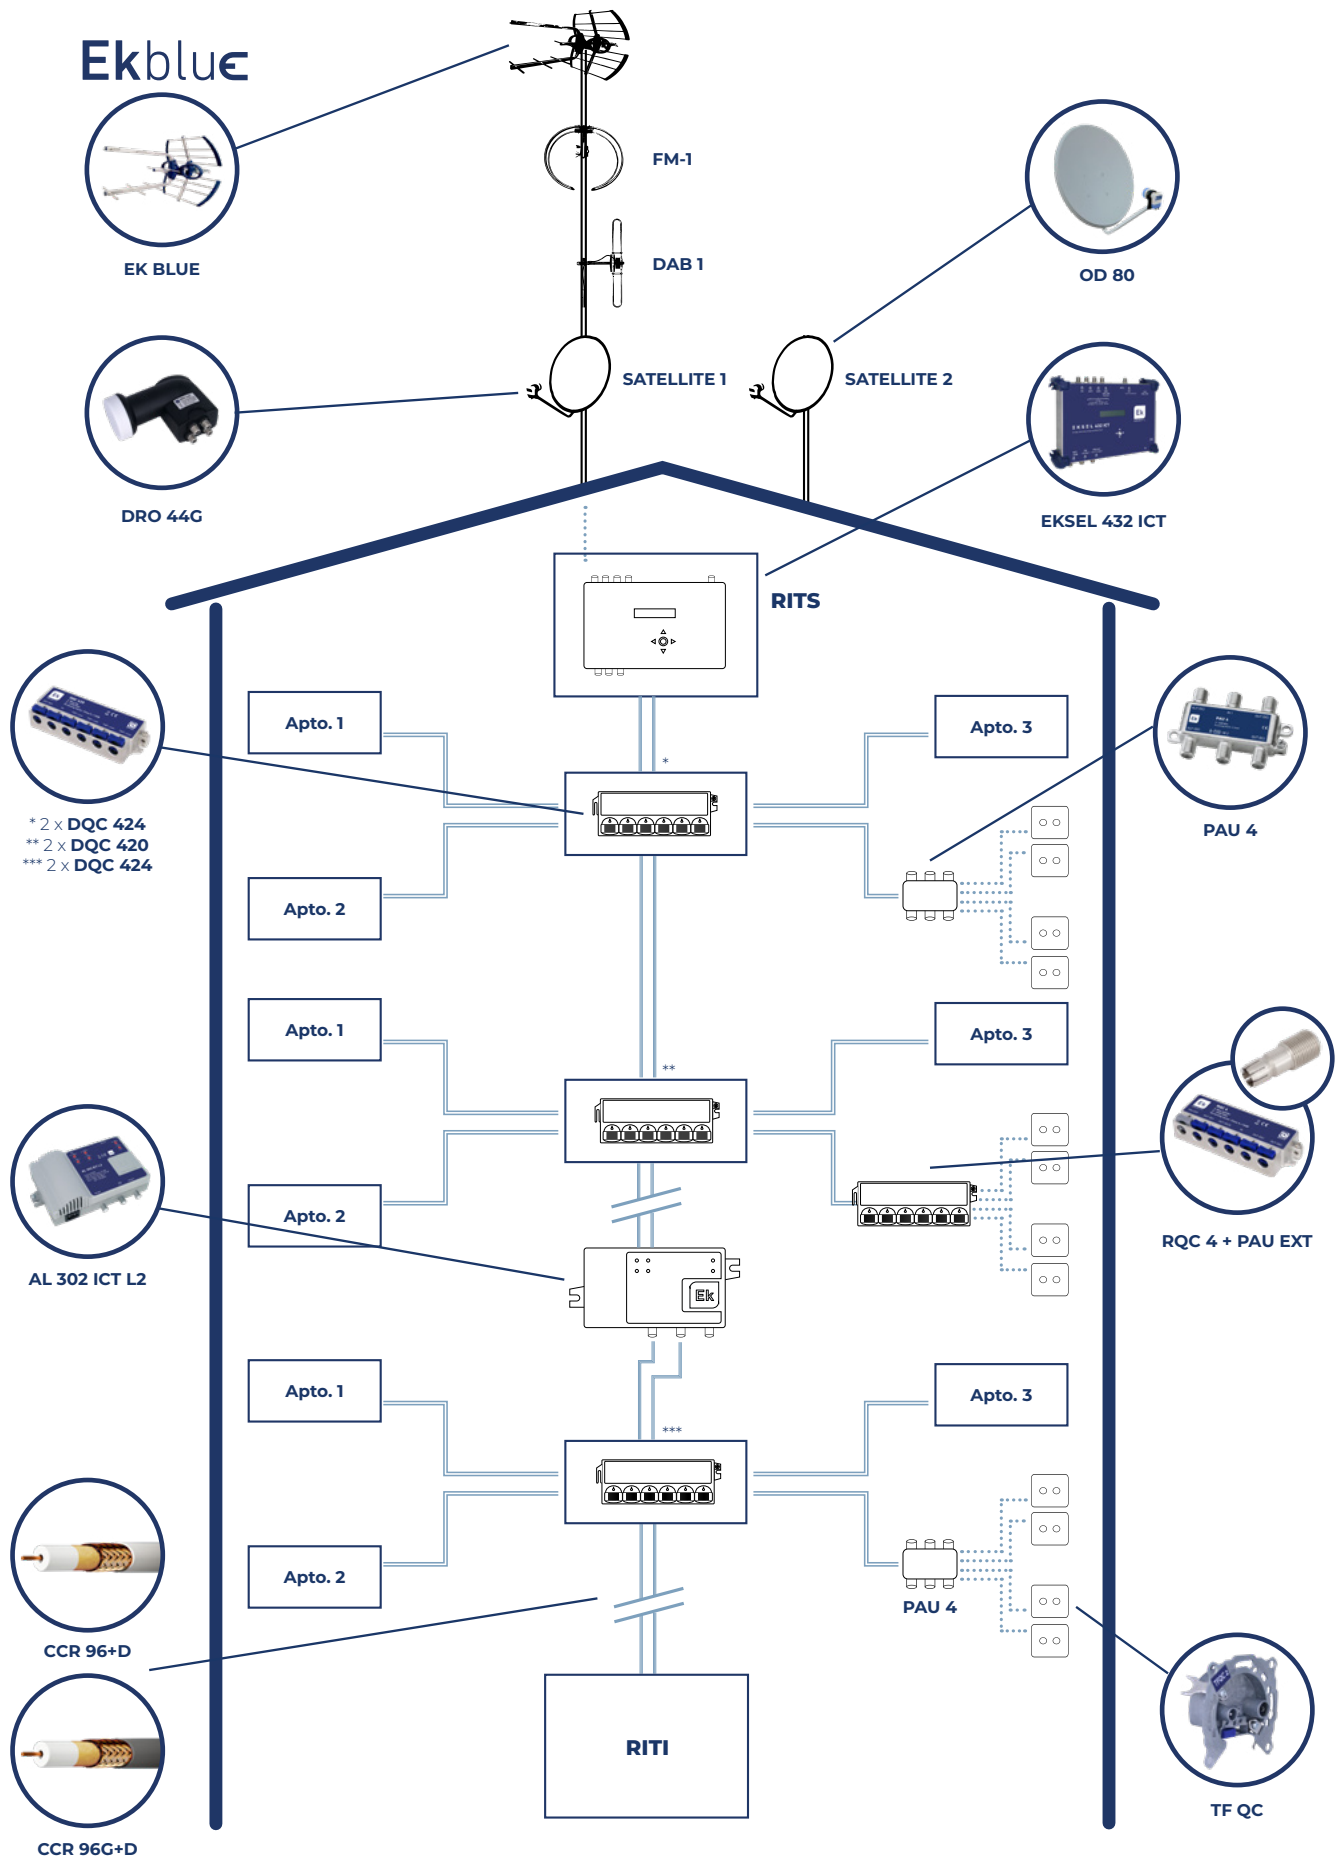 Ekblue
FM-1
EK BLUE
DAB 1
OD 80
SATELLITE 1
SATELLITE 2
DRO 44G
EKSEL 432 ICT
RITS
Apto. 1
Apto. 3
*
* 2 x DQC 424
** 2 x DQC 420
*** 2 x DQC 424
PAU 4
Apto. 2
Apto. 1
Apto. 3
**
Apto. 2
RQC 4 + PAU EXT
AL 302 ICT L2
Ek
Apto. 1
Apto. 3
***
Apto. 2
PAU 4
CCR 96+D
RITI
TF QC
CCR 96G+D